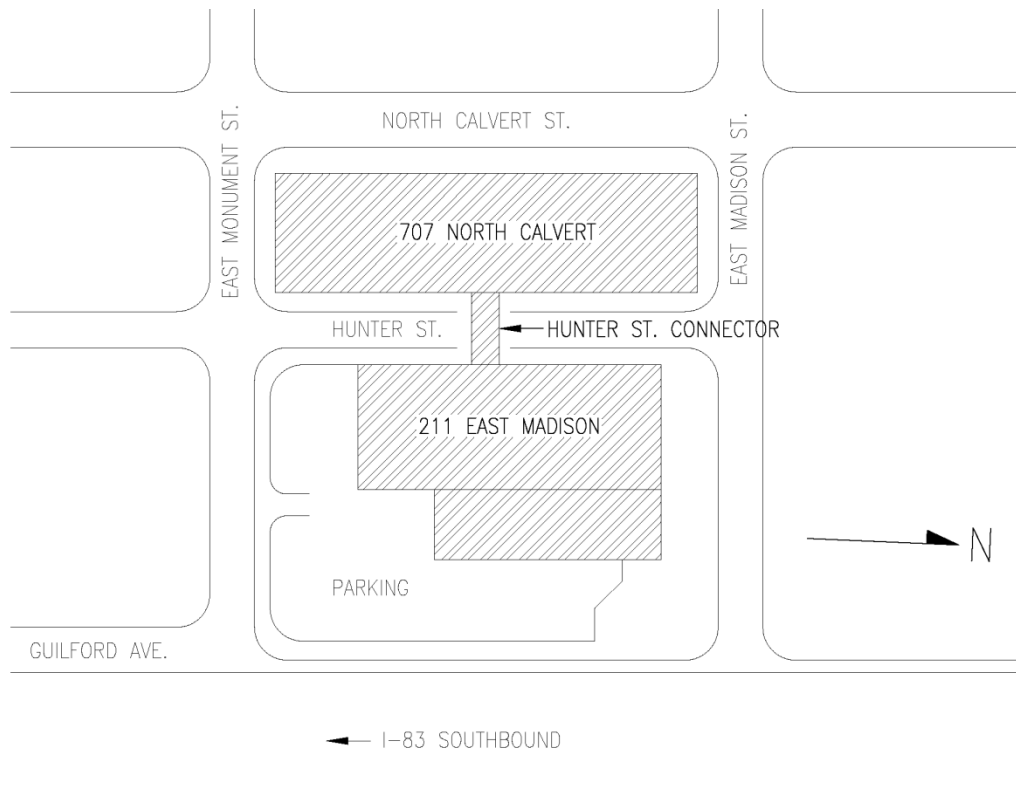 NORTH CALVERT ST.
EAST MONUMENT ST.
EAST MADISON ST.
707 NORTH CALVERT
HUNTER ST.
HUNTER ST. CONNECTOR
211 EAST MADISON
N
PARKING
GUILFORD AVE.
I-83 SOUTHBOUND